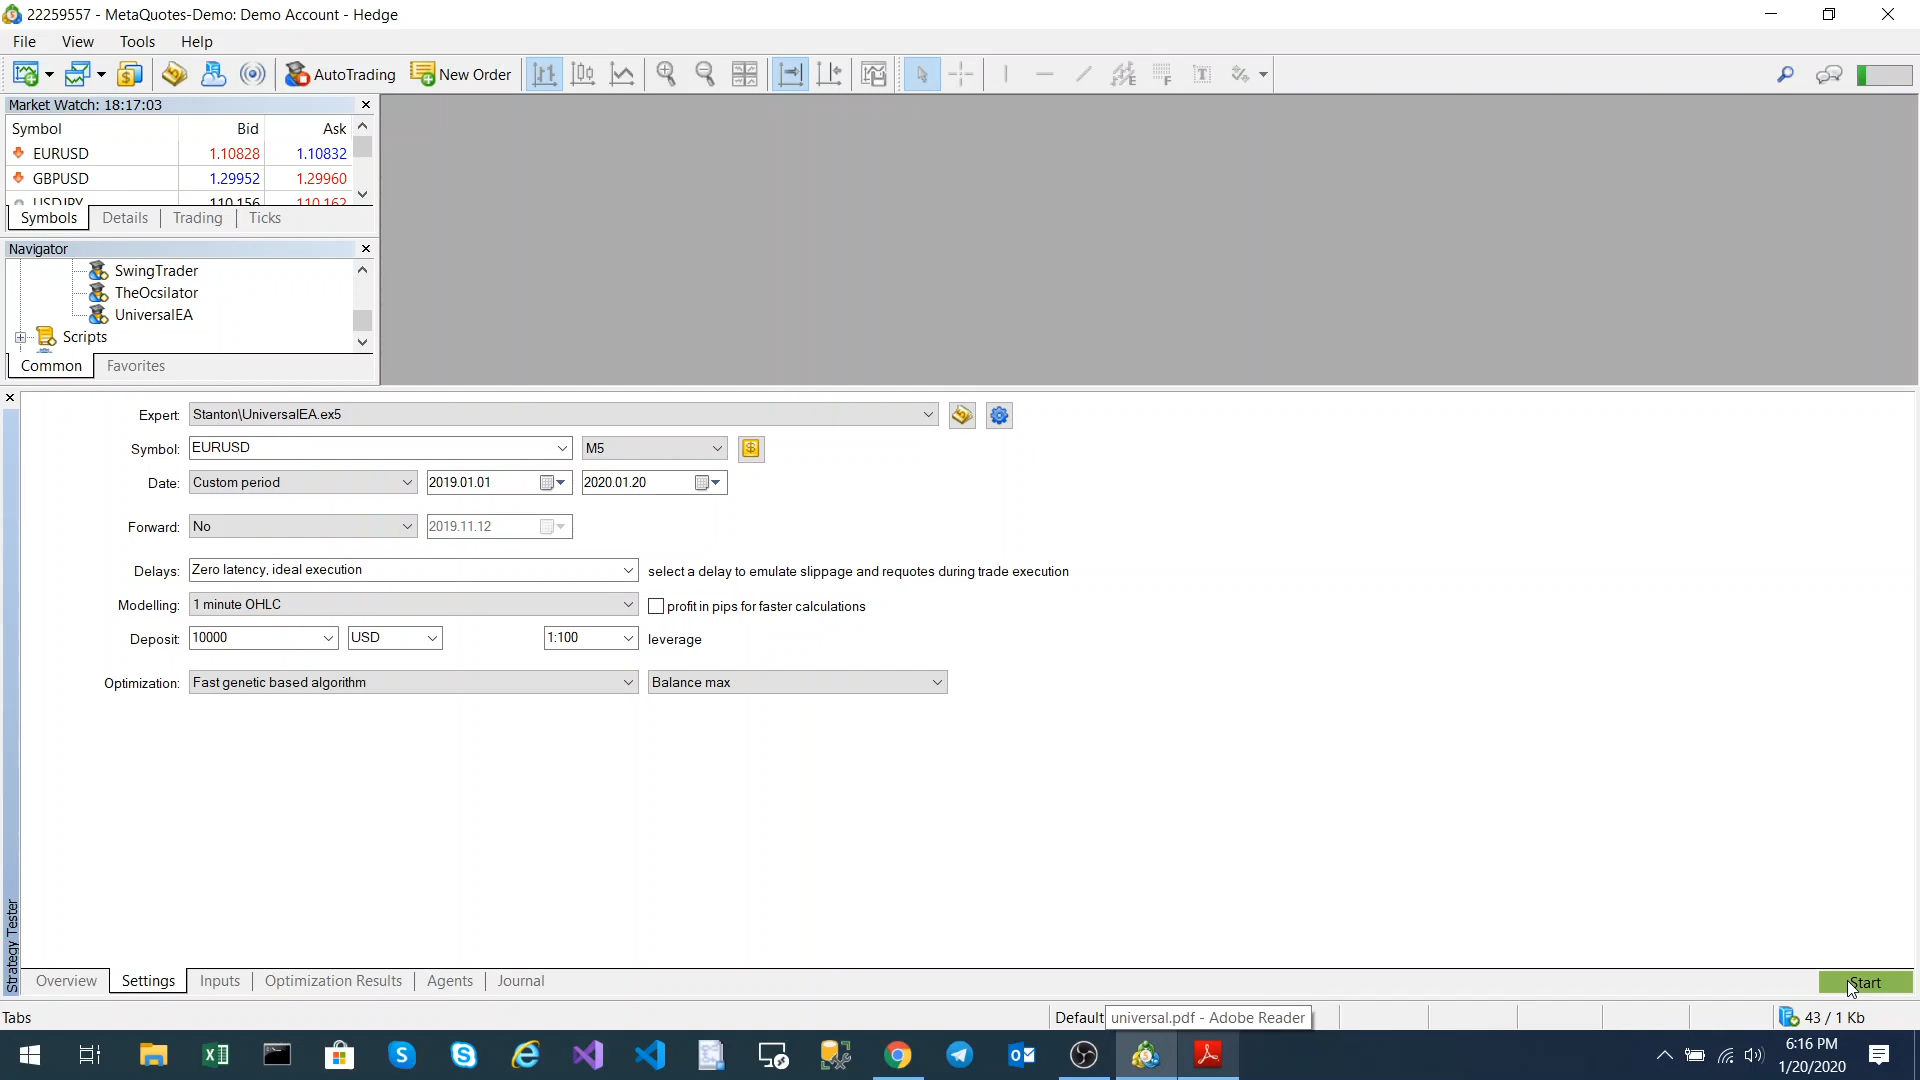 22259557 - MetaQuotes-Demo: Demo Account - Hedge
File View Tools Help
AutoTrading New Order
Market Watch: 18:17:03
Symbol Bid Ask
EURUSD 1.10828 1.10832
GBPUSD 1.29952 1.29960
USDJPY 110.156 110.162
Symbols Details Trading Ticks
Navigator
SwingTrader
TheOcsilator
UniversalEA
Scripts
Common Favorites
Expert: Stanton\UniversalEA.ex5
Symbol: EURUSD M5
Date: Custom period 2019.01.01 2020.01.20
Forward: No 2019.11.12
Delays: Zero latency, ideal execution select a delay to emulate slippage and requotes during trade execution
Modelling: 1 minute OHLC profit in pips for faster calculations
Deposit: 10000 USD 1:100 leverage
Optimization: Fast genetic based algorithm Balance max
Strategy Tester
Overview Settings Inputs Optimization Results Agents Journal Start
Tabs Default universal.pdf - Adobe Reader 43 / 1 Kb
6:16 PM
1/20/2020